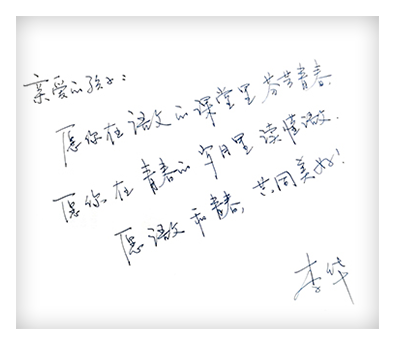 亲爱的孩子：
愿你在语文的课堂里芬芳青春.
愿你在青春的岁月里读懂语文.
愿语文和青春,共同美好!
李华